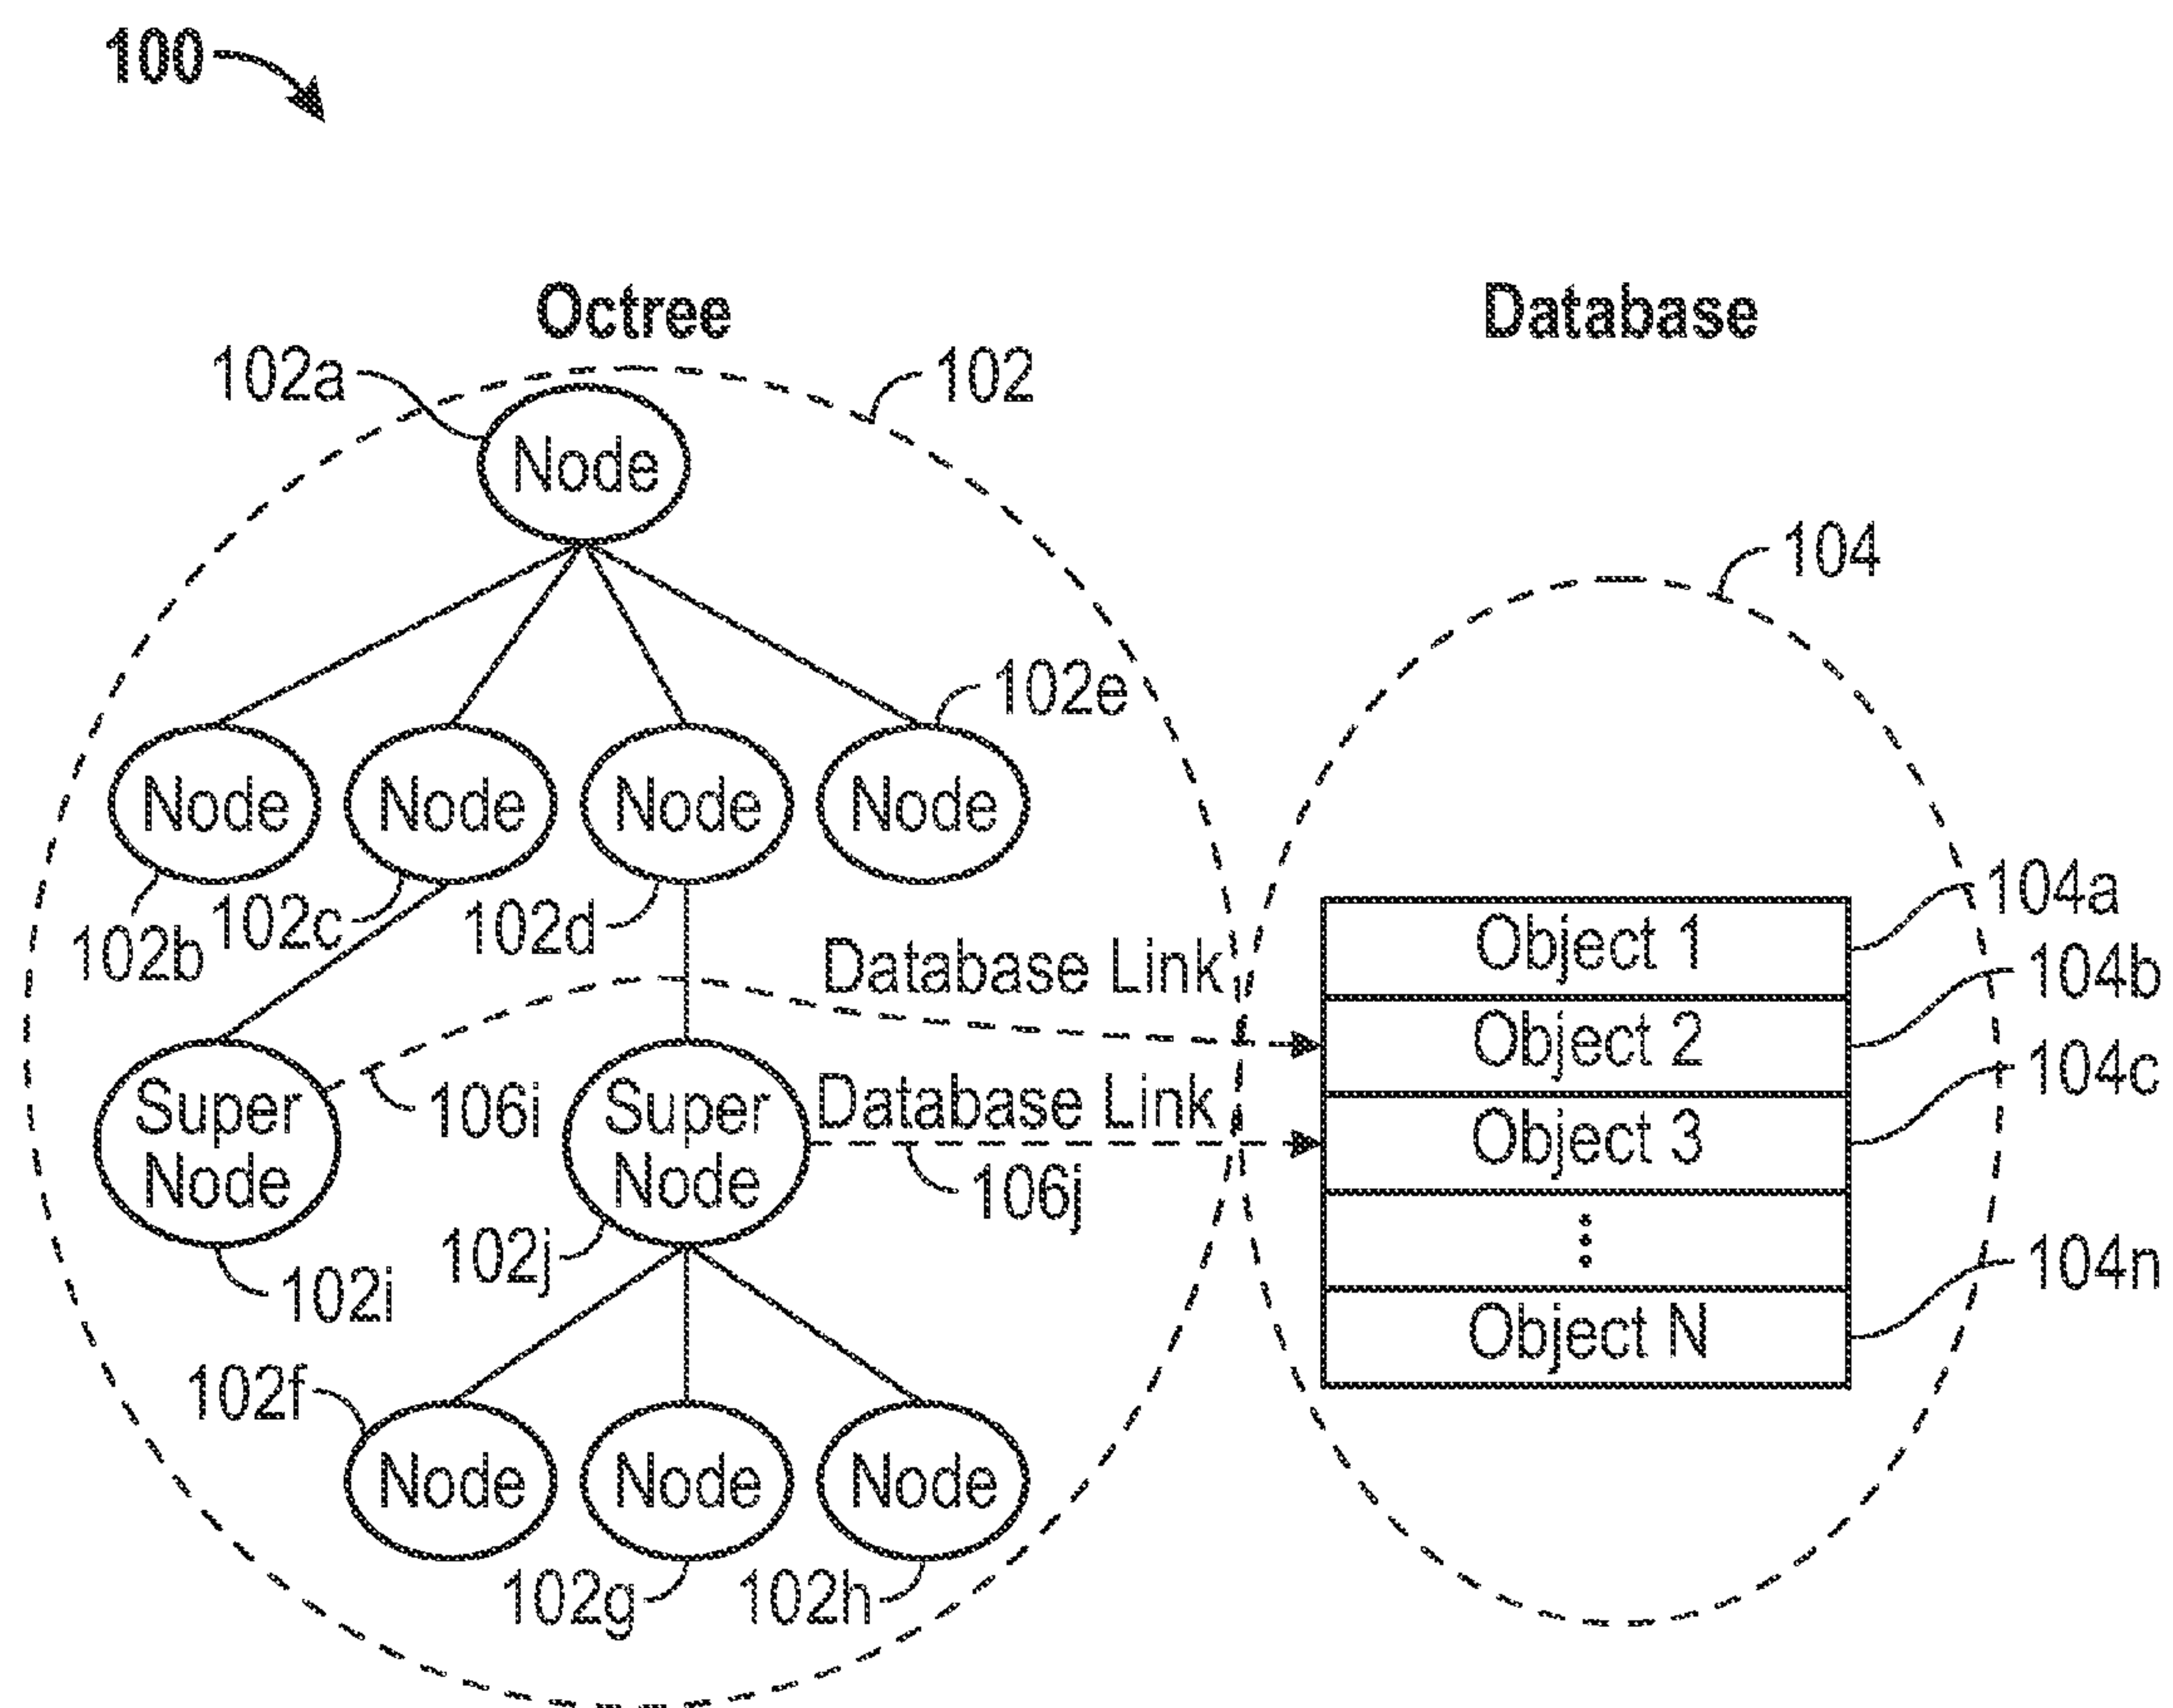 100
Octree
Database
102a
102
Node
104
102e
Node
Node
Node
Node
102b
102c
102d
104a
Object 1
Database Link
104b
Object 2
104c
Super
Node
106i
Super
Node
Database Link
Object 3
106j
102j
102i
104n
Object N
102f
Node
Node
Node
102g
102h